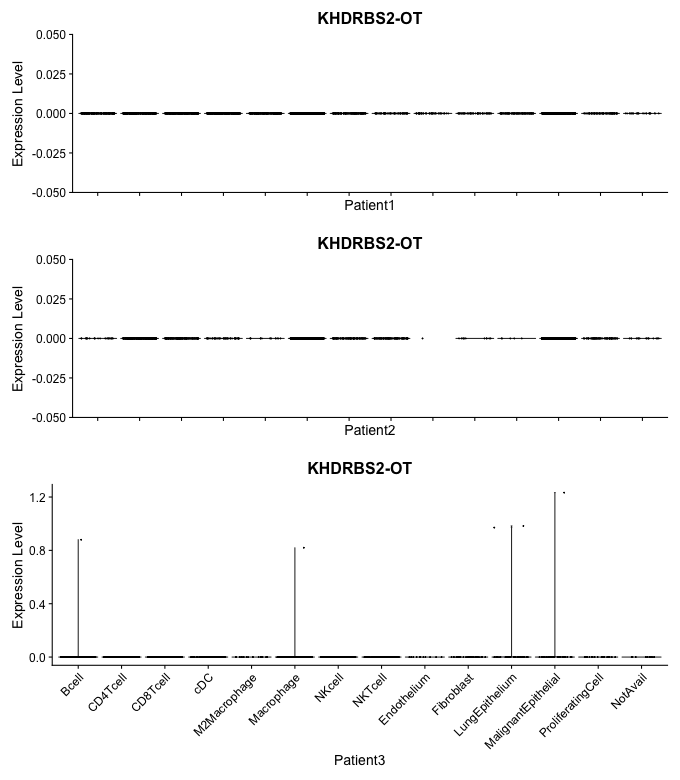 KHDRBS2-OT
0.050
0.025
0.000
-0.025
-0.050
Expression Level
Patient1
KHDRBS2-OT
0.050
0.025
0.000
-0.025
-0.050
Expression Level
Patient2
KHDRBS2-OT
1.2
0.8
0.4
0.0
Expression Level
Bcell
CD4Tcell
CD8Tcell
cDC
M2Macrophage
Macrophage
NKcell
NKTcell
Endothelium
Fibroblast
LungEpithelium
MalignantEpithelial
ProliferatingCell
NotAvail
Patient3